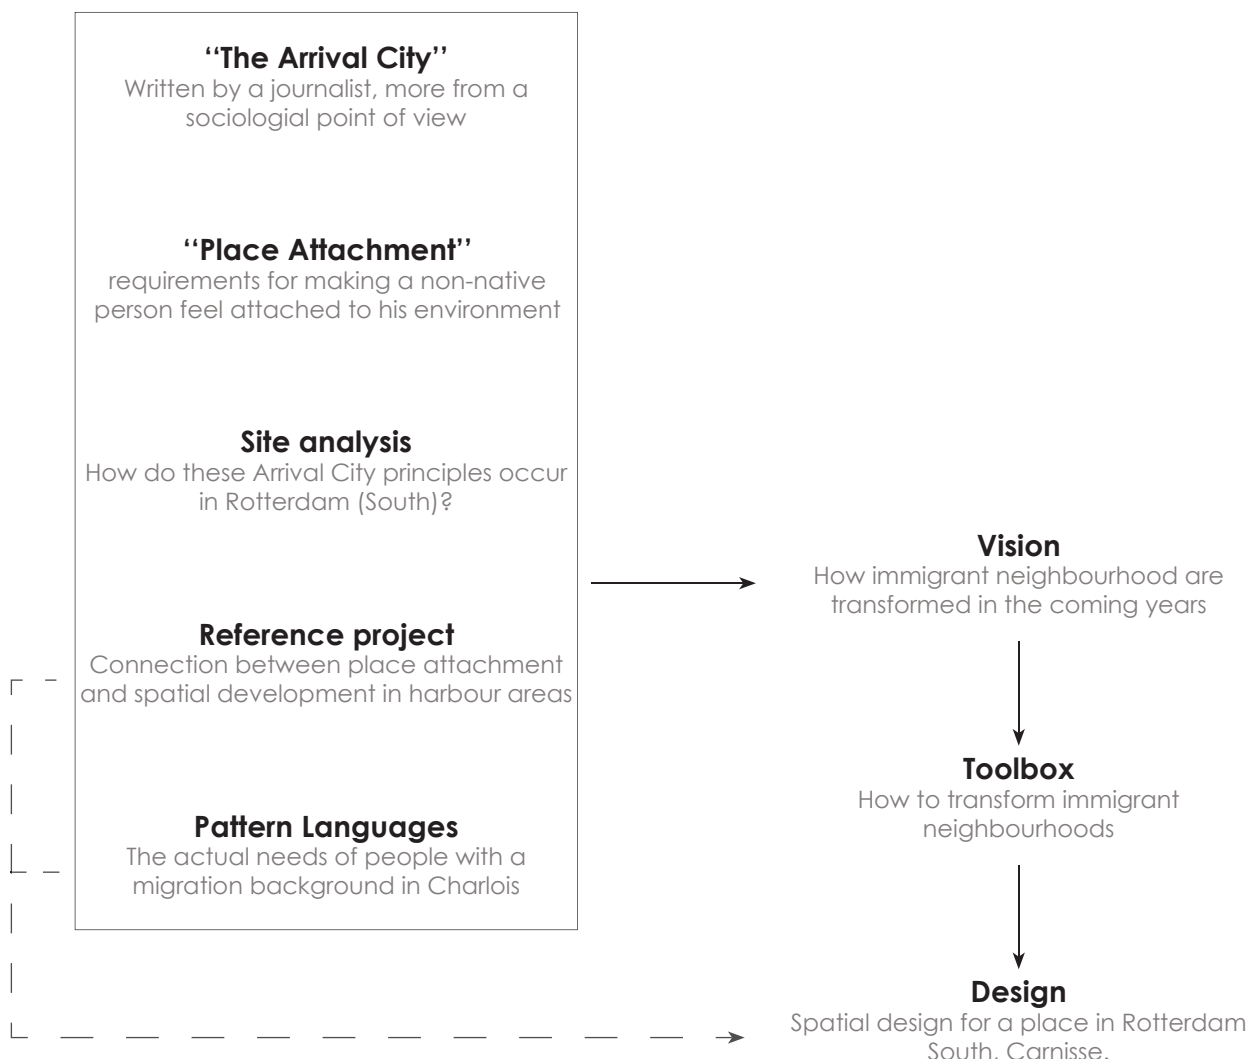 ‘‘The Arrival City’’
Written by a journalist, more from a
sociologial point of view
‘‘Place Attachment’’
requirements for making a non-native
person feel attached to his environment
Site analysis
How do these Arrival City principles occur
in Rotterdam (South)?
Reference project
Connection between place attachment
and spatial development in harbour areas
Pattern Languages
The actual needs of people with a
migration background in Charlois
Vision
How immigrant neighbourhood are
transformed in the coming years
Toolbox
How to transform immigrant
neighbourhoods
Design
Spatial design for a place in Rotterdam
South, Carnisse.